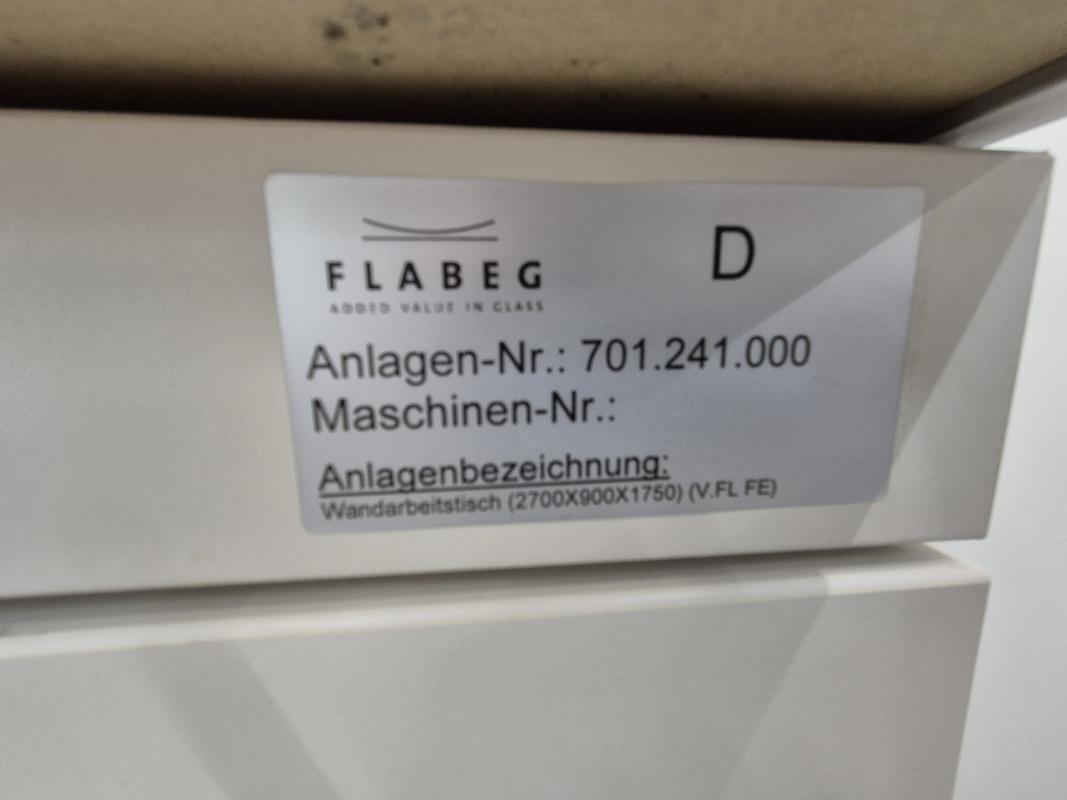 FLABEG
D
ADDED VALUE IN GLASS
Anlagen-Nr.: 701.241.000
Maschinen-Nr.:
Anlagenbezeichnung:
Wandarbeitstisch (2700X900X1750) (V.FL FE)